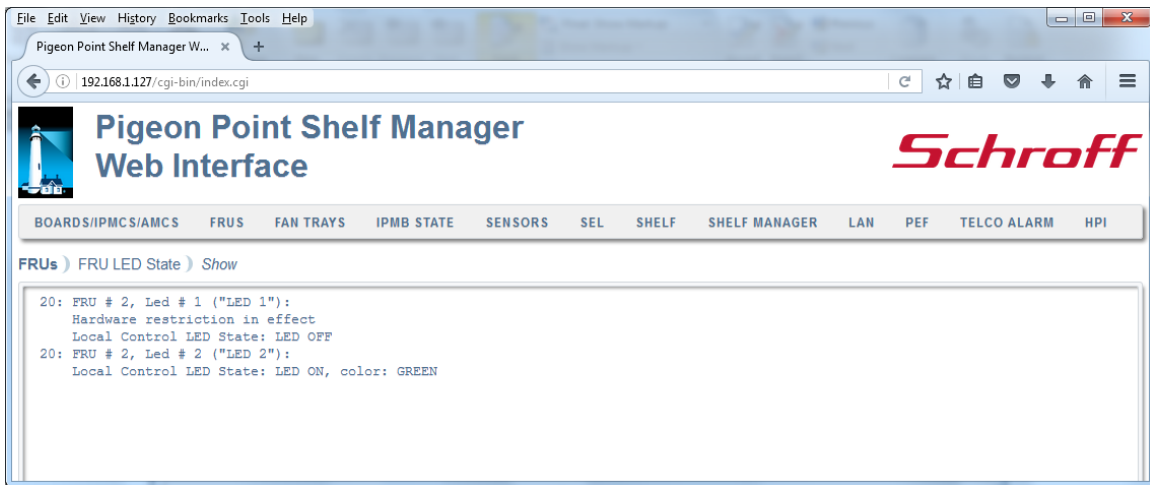 File Edit View History Bookmarks Tools Help
Pigeon Point Shelf Manager W... × +
192.168.1.127/cgi-bin/index.cgi
Pigeon Point Shelf Manager
Web Interface
Schroff
BOARDS/IPMCS/AMCS FRUS FAN TRAYS IPMB STATE SENSORS SEL SHELF SHELF MANAGER LAN PEF TELCO ALARM HPI
FRUs ) FRU LED State ) Show
20: FRU # 2, Led # 1 ("LED 1"):
Hardware restriction in effect
Local Control LED State: LED OFF
20: FRU # 2, Led # 2 ("LED 2"):
Local Control LED State: LED ON, color: GREEN